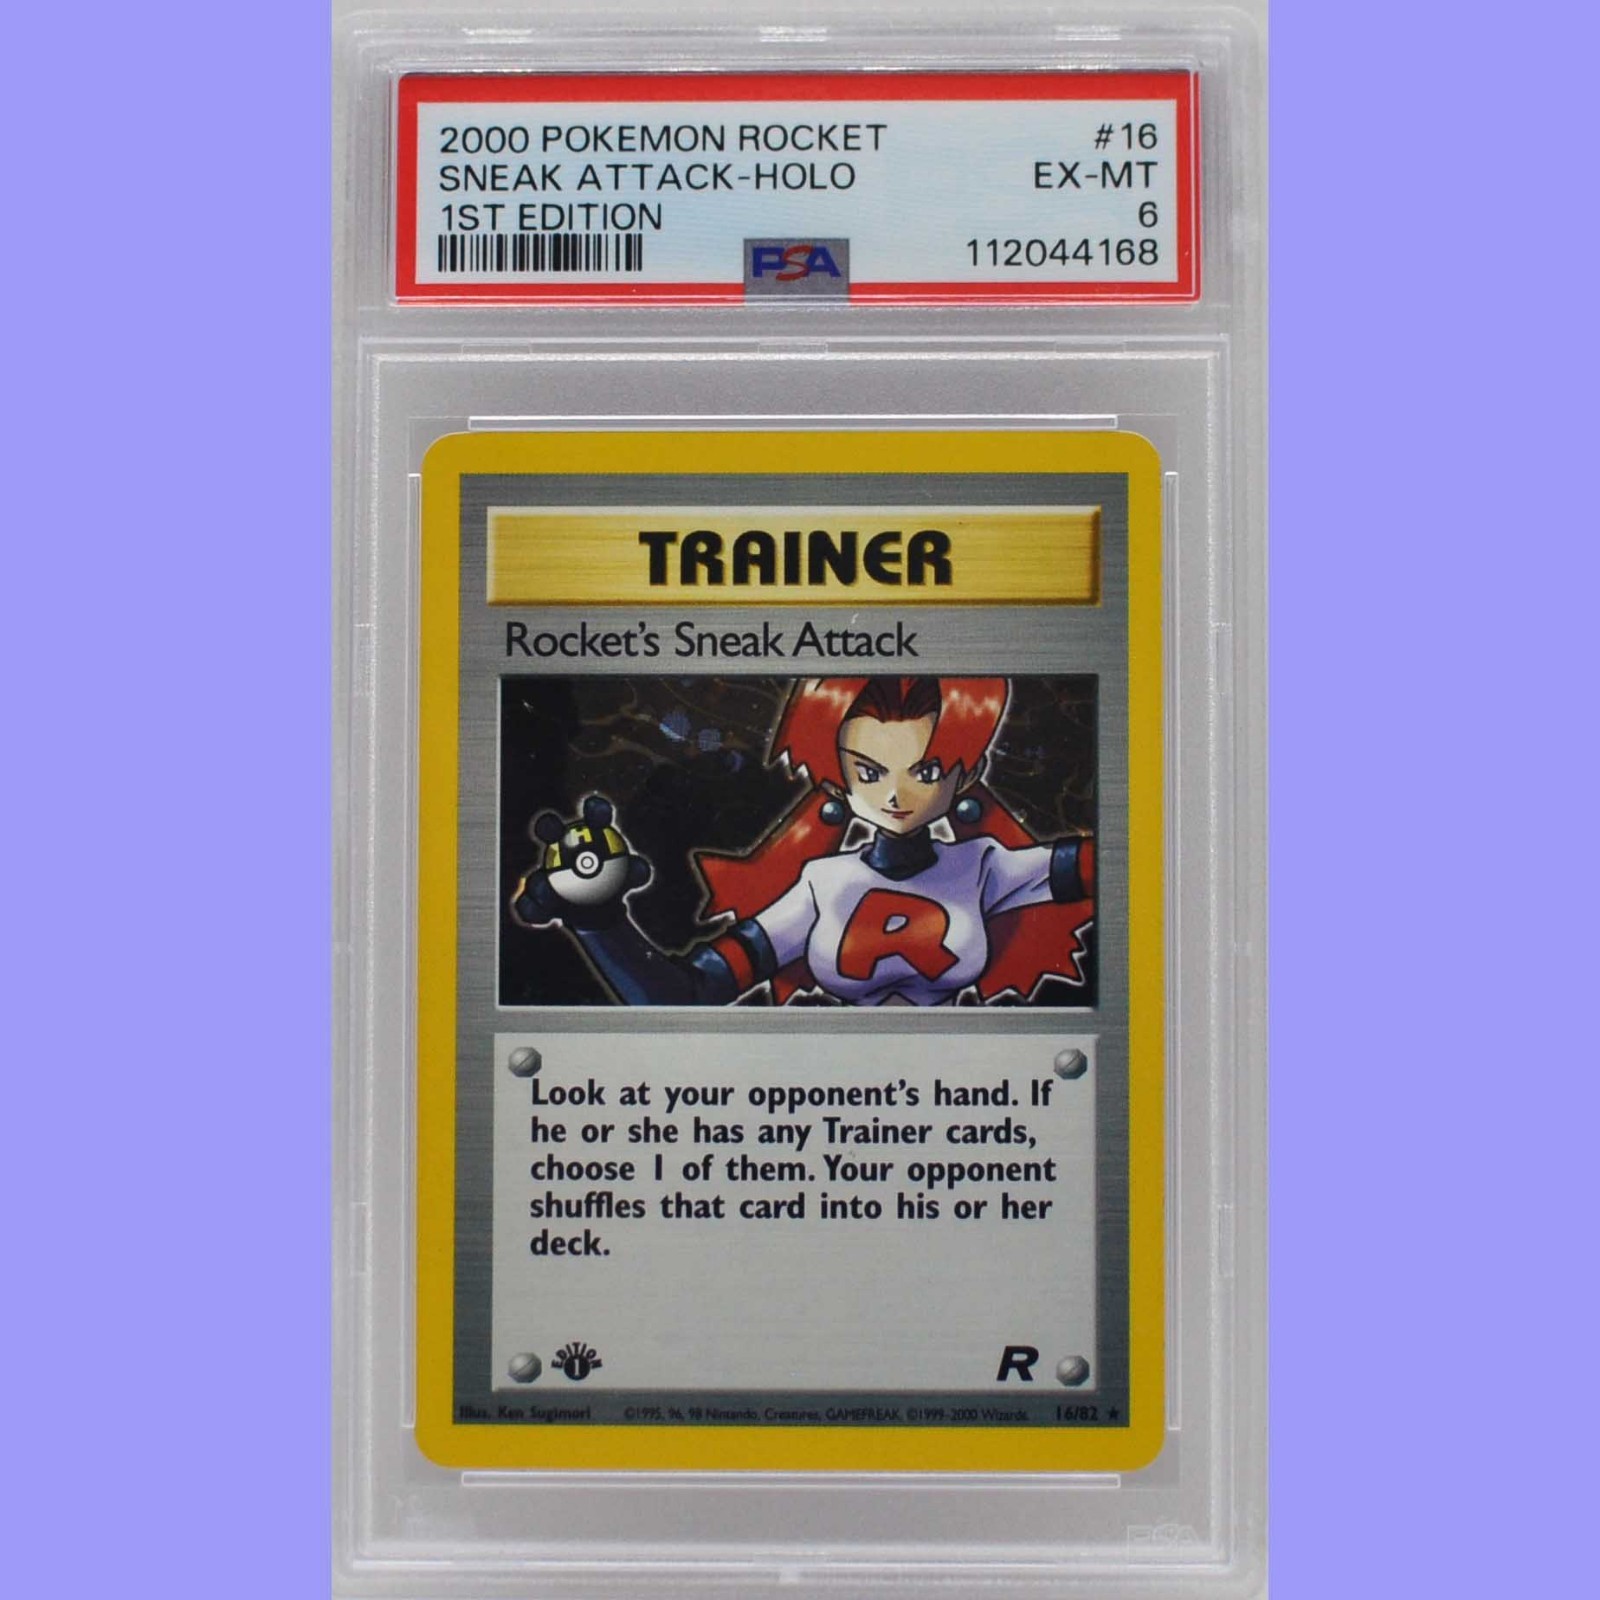 2000 POKEMON ROCKET #16
SNEAK ATTACK-HOLO EX-MT
1ST EDITION 6
112044168
PSA
TRAINER
Rocket's Sneak Attack
H
R
Look at your opponent's hand. If
he or she has any Trainer cards,
choose 1 of them. Your opponent
shuffles that card into his or her
deck.
EDITION 1
R
Illus. Ken Sugimori ©1995, 96, 98 Nintendo, Creatures, GAMEFREAK. ©1999-2000 Wizards. 16/82 ★
PSA